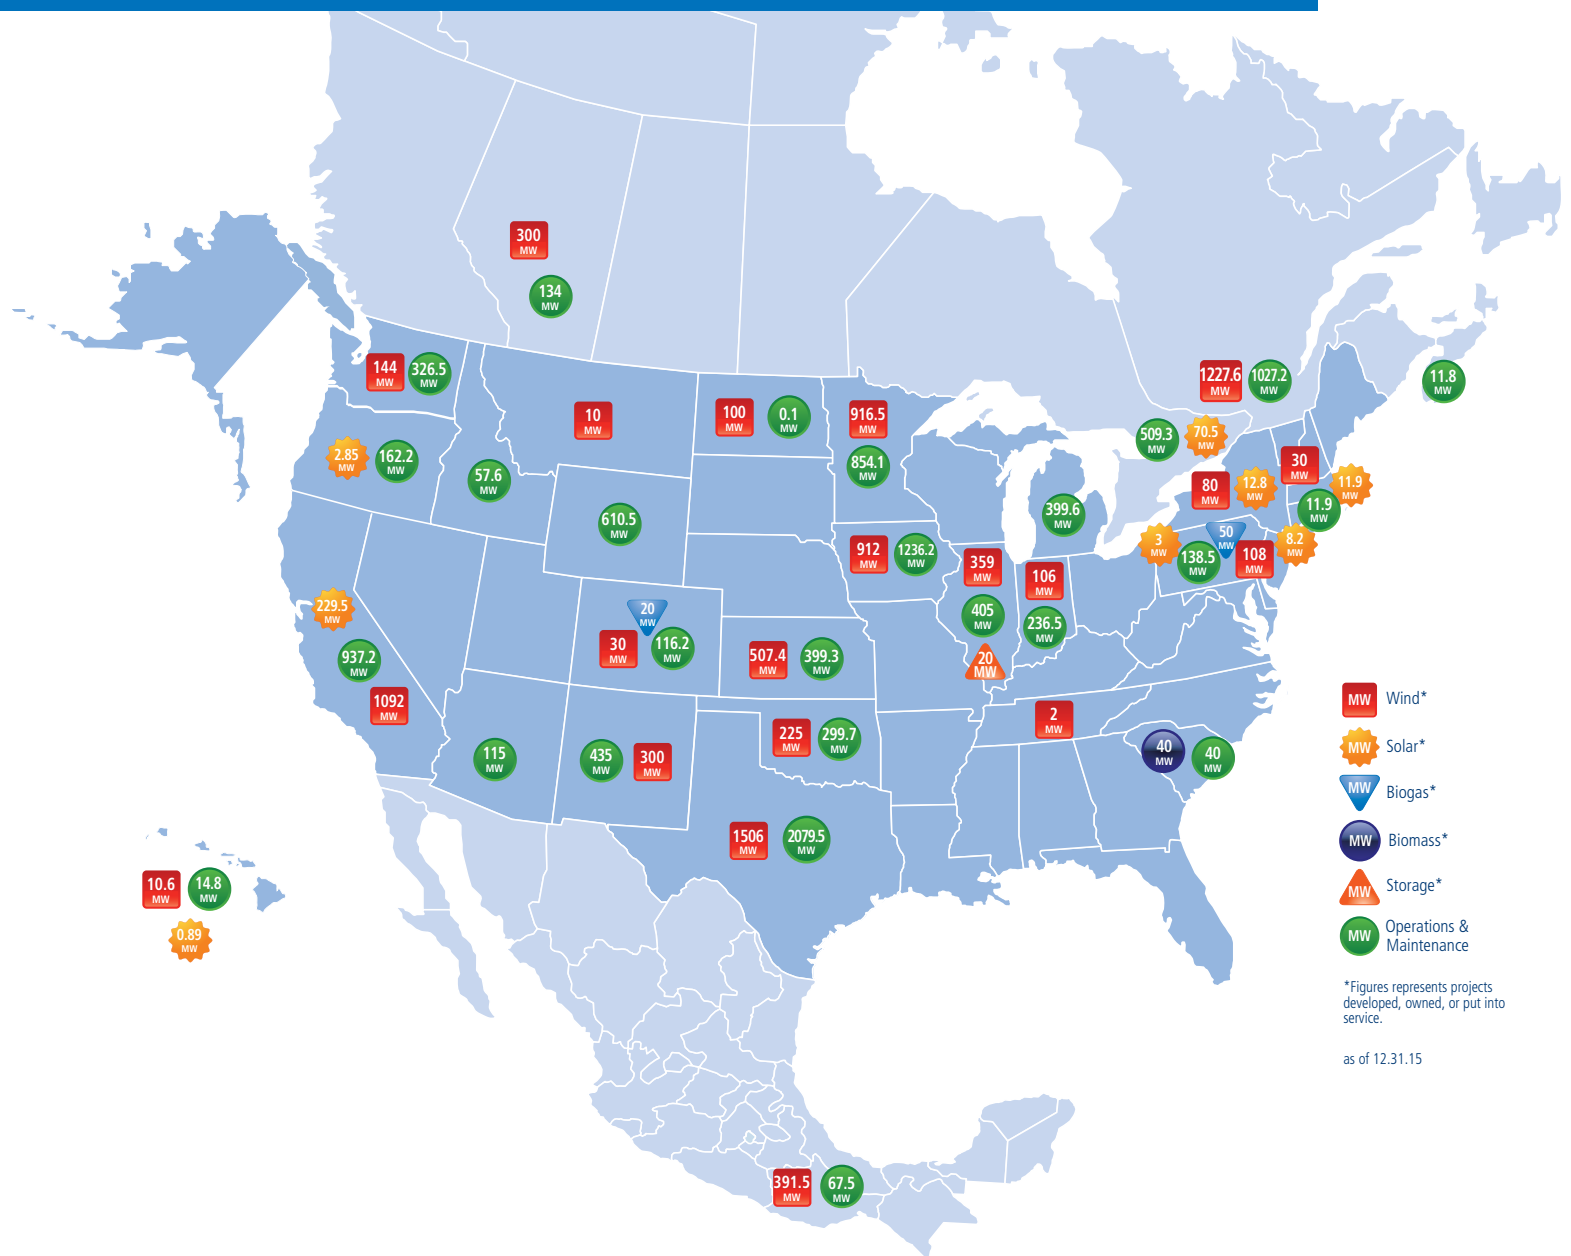 300
MW
134
MW
144
MW
326.5
MW
10
MW
100
MW
0.1
MW
916.5
MW
1227.6
MW
1027.2
MW
11.8
MW
2.85
MW
162.2
MW
57.6
MW
854.1
MW
509.3
MW
70.5
MW
30
MW
80
MW
12.8
MW
11.9
MW
11.9
MW
610.5
MW
399.6
MW
912
MW
1236.2
MW
359
MW
106
MW
3
MW
138.5
MW
50
MW
108
MW
8.2
MW
229.5
MW
20
MW
30
MW
116.2
MW
405
MW
236.5
MW
937.2
MW
507.4
MW
399.3
MW
20
MW
1092
MW
2
MW
115
MW
435
MW
300
MW
225
MW
299.7
MW
40
MW
40
MW
1506
MW
2079.5
MW
10.6
MW
14.8
MW
0.89
MW
391.5
MW
67.5
MW
MW Wind*
MW Solar*
MW Biogas*
MW Biomass*
MW Storage*
MW Operations &
Maintenance
*Figures represents projects
developed, owned, or put into
service.
as of 12.31.15